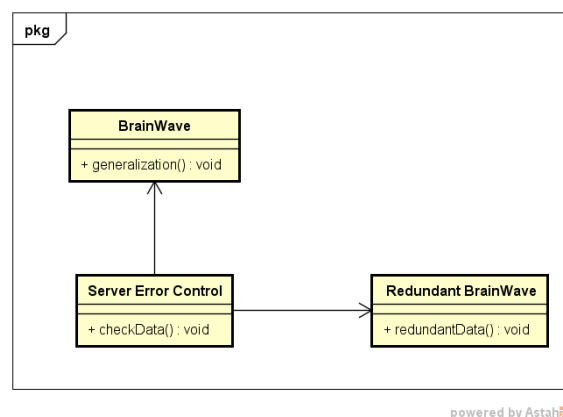 pkg
BrainWave
+ generalization() : void
Server Error Control
+ checkData() : void
Redundant BrainWave
+ redundantData() : void
powered by Astah